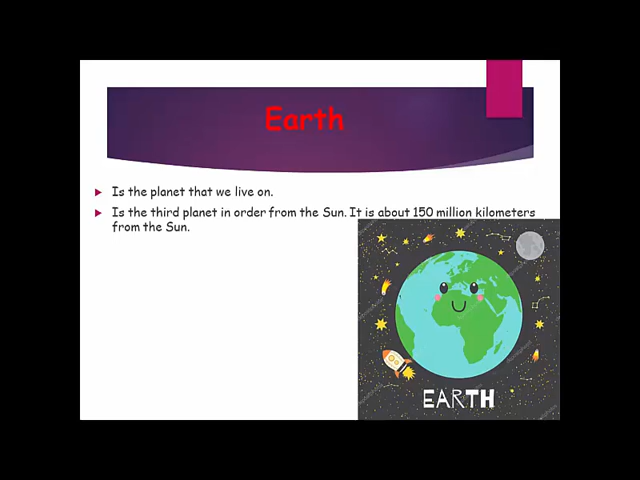 Earth
Is the planet that we live on.
Is the third planet in order from the Sun. It is about 150 million kilometers
from the Sun.
EARTH